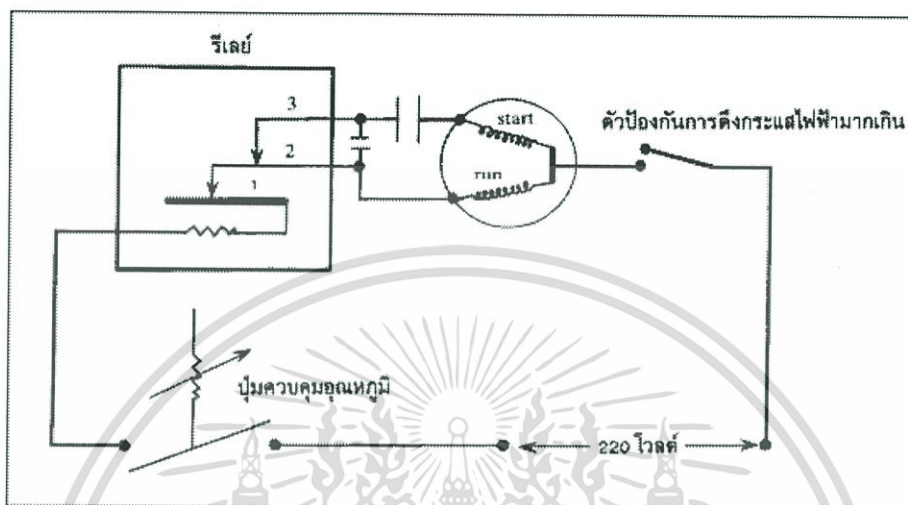 รีเลย์
3
start
ตัวป้องกันการดึงกระแสไฟฟ้ามากเกิน
2
run
1
ปุ่มควบคุมอุณหภูมิ
220 โวลต์